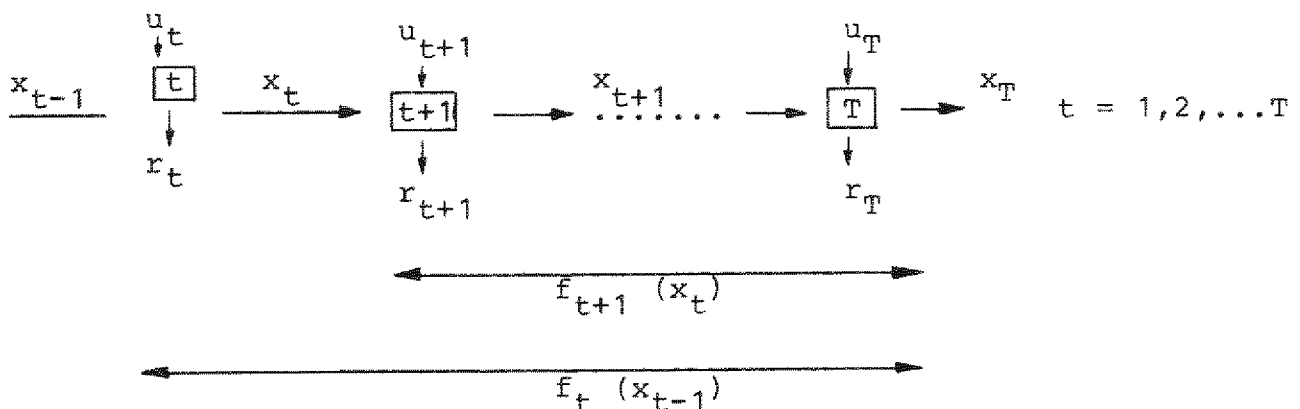 u_t u_{t+1} u_T
x_{t-1} t x_t t+1 x_{t+1} ....... T x_T t = 1,2,...T
r_t r_{t+1} r_T
f_{t+1} (x_t)
f_t (x_{t-1})